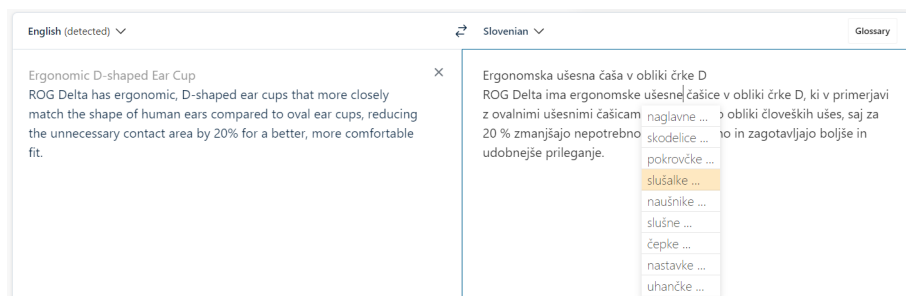 English (detected)
Slovenian
Glossary
Ergonomic D-shaped Ear Cup
ROG Delta has ergonomic, D-shaped ear cups that more closely
match the shape of human ears compared to oval ear cups, reducing
the unnecessary contact area by 20% for a better, more comfortable
fit.
Ergonomska ušesna čaša v obliki črke D
ROG Delta ima ergonomske ušesne čašice v obliki črke D, ki v primerjavi
z ovalnimi ušesnimi čašicam o obliki človeških ušes, saj za
20 % zmanjšajo nepotrebno no in zagotavljajo boljše in
udobnejše prileganje.
naglavne ...
skodelice ...
pokrovčke ...
slušalke ...
naušnike ...
slušne ...
čepke ...
nastavke ...
uhančke ...